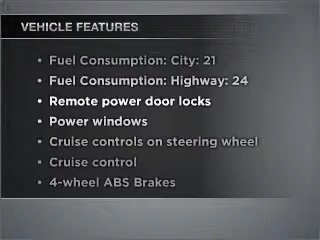 VEHICLE FEATURES
• Fuel Consumption: City: 21
• Fuel Consumption: Highway: 24
• Remote power door locks
• Power windows
• Cruise controls on steering wheel
• Cruise control
• 4-wheel ABS Brakes